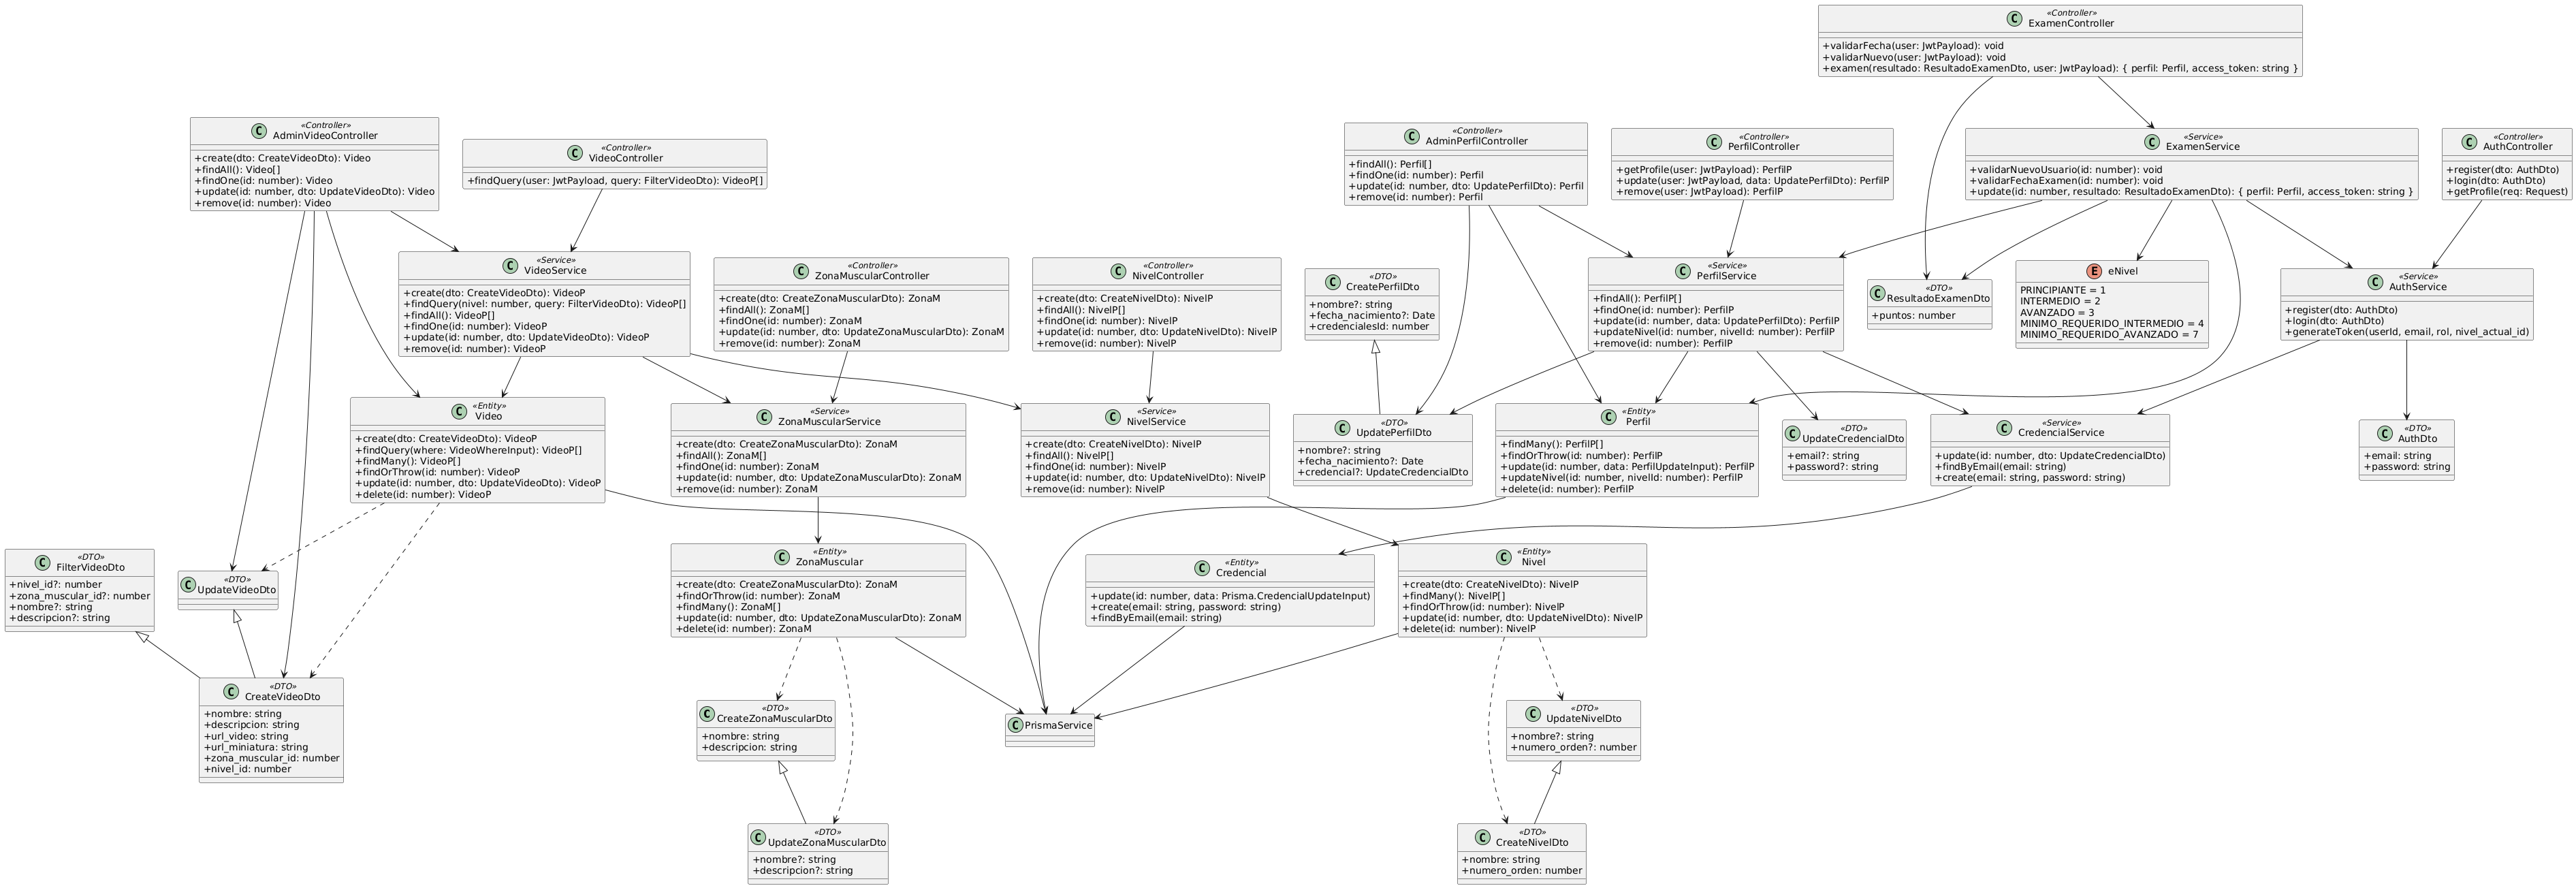 «Controller»
ExamenController
+validarFecha(user: JwtPayload): void
+validarNuevo(user: JwtPayload): void
+examen(resultado: ResultadoExamenDto, user: JwtPayload): { perfil: Perfil, access_token: string }
«Controller»
AdminVideoController
+create(dto: CreateVideoDto): Video
+findAll(): Video[]
+findOne(id: number): Video
+update(id: number, dto: UpdateVideoDto): Video
+remove(id: number): Video
«Controller»
VideoController
+findQuery(user: JwtPayload, query: FilterVideoDto): VideoP[]
«Controller»
AdminPerfilController
+findAll(): Perfil[]
+findOne(id: number): Perfil
+update(id: number, dto: UpdatePerfilDto): Perfil
+remove(id: number): Perfil
«Controller»
PerfilController
+getProfile(user: JwtPayload): PerfilP
+update(user: JwtPayload, data: UpdatePerfilDto): PerfilP
+remove(user: JwtPayload): PerfilP
«Service»
ExamenService
+validarNuevoUsuario(id: number): void
+validarFechaExamen(id: number): void
+update(id: number, resultado: ResultadoExamenDto): { perfil: Perfil, access_token: string }
«Controller»
AuthController
+register(dto: AuthDto)
+login(dto: AuthDto)
+getProfile(req: Request)
«Service»
VideoService
+create(dto: CreateVideoDto): VideoP
+findQuery(nivel: number, query: FilterVideoDto): VideoP[]
+findAll(): VideoP[]
+findOne(id: number): VideoP
+update(id: number, dto: UpdateVideoDto): VideoP
+remove(id: number): VideoP
«Controller»
ZonaMuscularController
+create(dto: CreateZonaMuscularDto): ZonaM
+findAll(): ZonaM[]
+findOne(id: number): ZonaM
+update(id: number, dto: UpdateZonaMuscularDto): ZonaM
+remove(id: number): ZonaM
«Controller»
NivelController
+create(dto: CreateNivelDto): NivelP
+findAll(): NivelP[]
+findOne(id: number): NivelP
+update(id: number, dto: UpdateNivelDto): NivelP
+remove(id: number): NivelP
«DTO»
CreatePerfilDto
+nombre?: string
+fecha_nacimiento?: Date
+credencialesId: number
«Service»
PerfilService
+findAll(): PerfilP[]
+findOne(id: number): PerfilP
+update(id: number, data: UpdatePerfilDto): PerfilP
+updateNivel(id: number, nivelId: number): PerfilP
+remove(id: number): PerfilP
«DTO»
ResultadoExamenDto
+puntos: number
eNivel
PRINCIPIANTE = 1
INTERMEDIO = 2
AVANZADO = 3
MINIMO_REQUERIDO_INTERMEDIO = 4
MINIMO_REQUERIDO_AVANZADO = 7
«Service»
AuthService
+register(dto: AuthDto)
+login(dto: AuthDto)
+generateToken(userId, email, rol, nivel_actual_id)
«Entity»
Video
+create(dto: CreateVideoDto): VideoP
+findQuery(where: VideoWhereInput): VideoP[]
+findMany(): VideoP[]
+findOrThrow(id: number): VideoP
+update(id: number, dto: UpdateVideoDto): VideoP
+delete(id: number): VideoP
«Service»
ZonaMuscularService
+create(dto: CreateZonaMuscularDto): ZonaM
+findAll(): ZonaM[]
+findOne(id: number): ZonaM
+update(id: number, dto: UpdateZonaMuscularDto): ZonaM
+remove(id: number): ZonaM
«Service»
NivelService
+create(dto: CreateNivelDto): NivelP
+findAll(): NivelP[]
+findOne(id: number): NivelP
+update(id: number, dto: UpdateNivelDto): NivelP
+remove(id: number): NivelP
«DTO»
UpdatePerfilDto
+nombre?: string
+fecha_nacimiento?: Date
+credencial?: UpdateCredencialDto
«Entity»
Perfil
+findMany(): PerfilP[]
+findOrThrow(id: number): PerfilP
+update(id: number, data: PerfilUpdateInput): PerfilP
+updateNivel(id: number, nivelId: number): PerfilP
+delete(id: number): PerfilP
«DTO»
UpdateCredencialDto
+email?: string
+password?: string
«Service»
CredencialService
+update(id: number, dto: UpdateCredencialDto)
+findByEmail(email: string)
+create(email: string, password: string)
«DTO»
AuthDto
+email: string
+password: string
«DTO»
FilterVideoDto
+nivel_id?: number
+zona_muscular_id?: number
+nombre?: string
+descripcion?: string
«DTO»
UpdateVideoDto
«Entity»
ZonaMuscular
+create(dto: CreateZonaMuscularDto): ZonaM
+findOrThrow(id: number): ZonaM
+findMany(): ZonaM[]
+update(id: number, dto: UpdateZonaMuscularDto): ZonaM
+delete(id: number): ZonaM
«Entity»
Credencial
+update(id: number, data: Prisma.CredencialUpdateInput)
+create(email: string, password: string)
+findByEmail(email: string)
«Entity»
Nivel
+create(dto: CreateNivelDto): NivelP
+findMany(): NivelP[]
+findOrThrow(id: number): NivelP
+update(id: number, dto: UpdateNivelDto): NivelP
+delete(id: number): NivelP
«DTO»
CreateVideoDto
+nombre: string
+descripcion: string
+url_video: string
+url_miniatura: string
+zona_muscular_id: number
+nivel_id: number
«DTO»
CreateZonaMuscularDto
+nombre: string
+descripcion: string
PrismaService
«DTO»
UpdateNivelDto
+nombre?: string
+numero_orden?: number
«DTO»
UpdateZonaMuscularDto
+nombre?: string
+descripcion?: string
«DTO»
CreateNivelDto
+nombre: string
+numero_orden: number